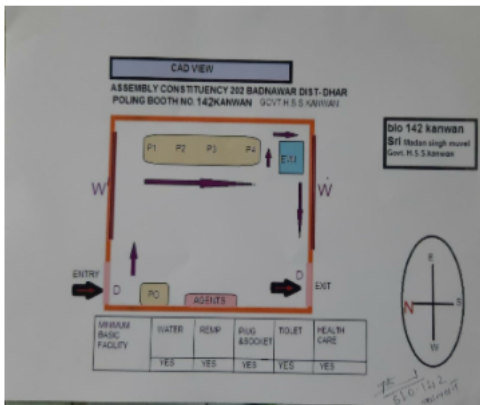 CAD VIEW
ASSEMBLY CONSTITUENCY 202 BADNAWAR DIST-DHAR
POLING BOOTH NO. 142KANWAN GOVT H.S.S KANWAN
blo 142 kanwan
Sri Madan singh muvel
Govt. H.S.S kanwan
P1 P2 P3 P4
EVM
W W
ENTRY D PO AGENTS D EXIT
E
N S
W
MINIMUM BASIC FACILITY WATER REMP PLUG &SOCKET TIOLET HEALTH CARE
YES YES YES YES YES
BLO-142